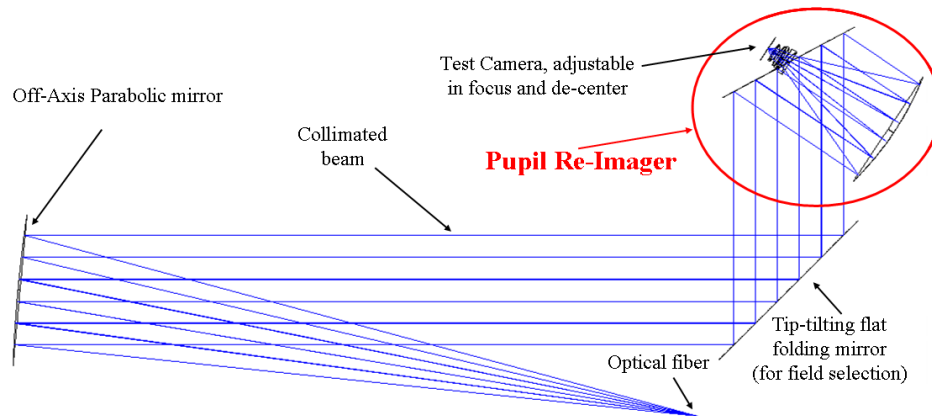 Test Camera, adjustable
in focus and de-center
Off-Axis Parabolic mirror
Collimated
beam
Pupil Re-Imager
Optical fiber
Tip-tilting flat
folding mirror
(for field selection)